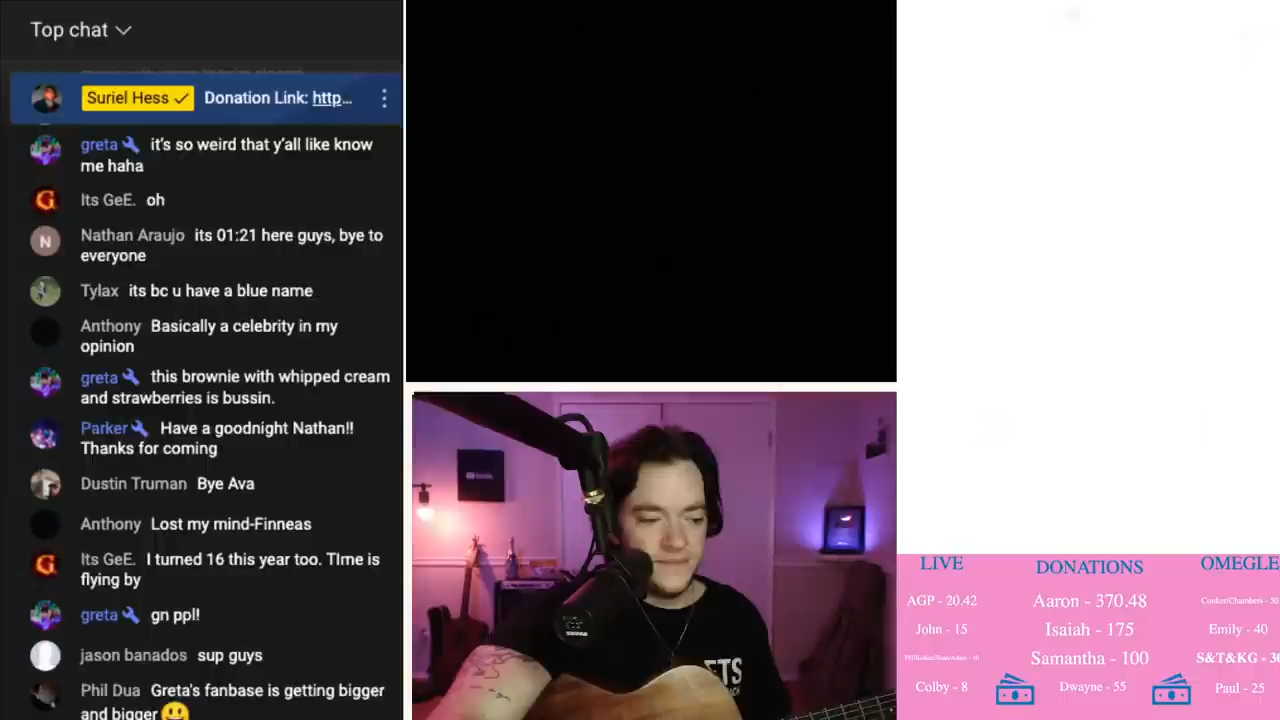 Top chat
Suriel Hess Donation Link: http...
greta it's so weird that y'all like know
me haha
Its GeE. oh
Nathan Araujo its 01:21 here guys, bye to
everyone
Tylax its bc u have a blue name
Anthony Basically a celebrity in my
opinion
greta this brownie with whipped cream
and strawberries is bussin.
Parker Have a goodnight Nathan!!
Thanks for coming
Dustin Truman Bye Ava
Anthony Lost my mind-Finneas
Its GeE. I turned 16 this year too. TIme is
flying by
greta gn ppl!
jason banados sup guys
Phil Dua Greta's fanbase is getting bigger
and bigger 😃
SHURE
LIVE
AGP - 20.42
John - 15
Colby - 8
DONATIONS
Aaron - 370.48
Isaiah - 175
Samantha - 100
Dwayne - 55
OMEGLE
Emily - 40
S&T&KG - 30
Paul - 25